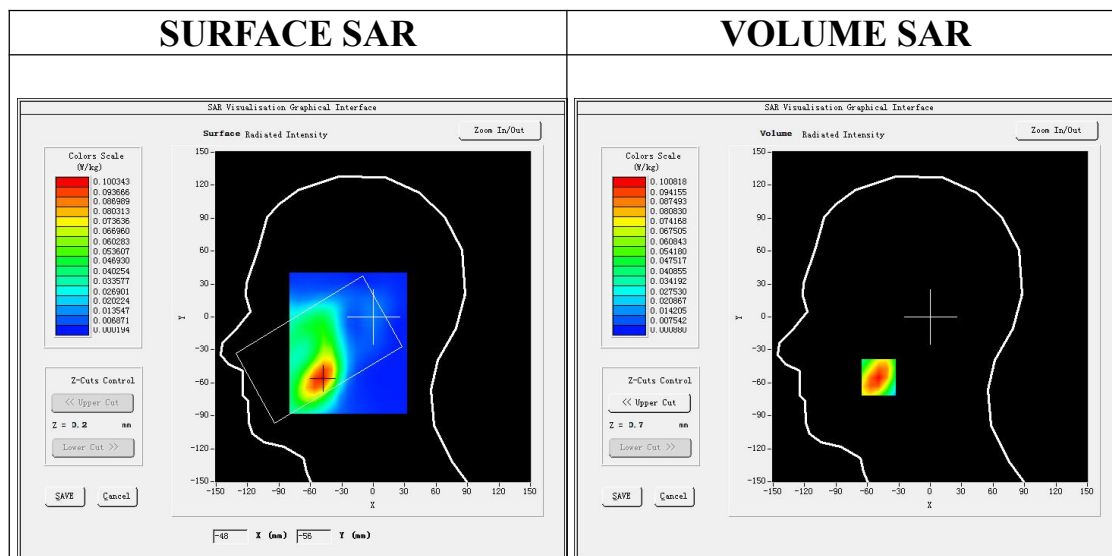 SURFACE SAR
VOLUME SAR
SAR Visualisation Graphical Interface
Surface Radiated Intensity
Zoom In/Out
Colors Scale
(W/kg)
0.100343
0.093666
0.086989
0.080313
0.073636
0.066960
0.060283
0.053607
0.046930
0.040254
0.033577
0.026901
0.020224
0.013547
0.006871
0.000194
Z-Cuts Control
<< Upper Cut
Z = 0.2 mm
Lower Cut >>
SAVE
Cancel
150
120
90
60
30
0
-30
-60
-90
-120
-150
Y
-150 -120 -90 -60 -30 0 30 60 90 120 150
X
-48 X (mm) -56 Y (mm)
SAR Visualisation Graphical Interface
Volume Radiated Intensity
Zoom In/Out
Colors Scale
(W/kg)
0.100818
0.094155
0.087493
0.080830
0.074168
0.067505
0.060843
0.054180
0.047517
0.040855
0.034192
0.027530
0.020867
0.014205
0.007542
0.000880
Z-Cuts Control
<< Upper Cut
Z = 0.7 mm
Lower Cut >>
SAVE
Cancel
150
120
90
60
30
0
-30
-60
-90
-120
-150
Y
-150 -120 -90 -60 -30 0 30 60 90 120 150
X